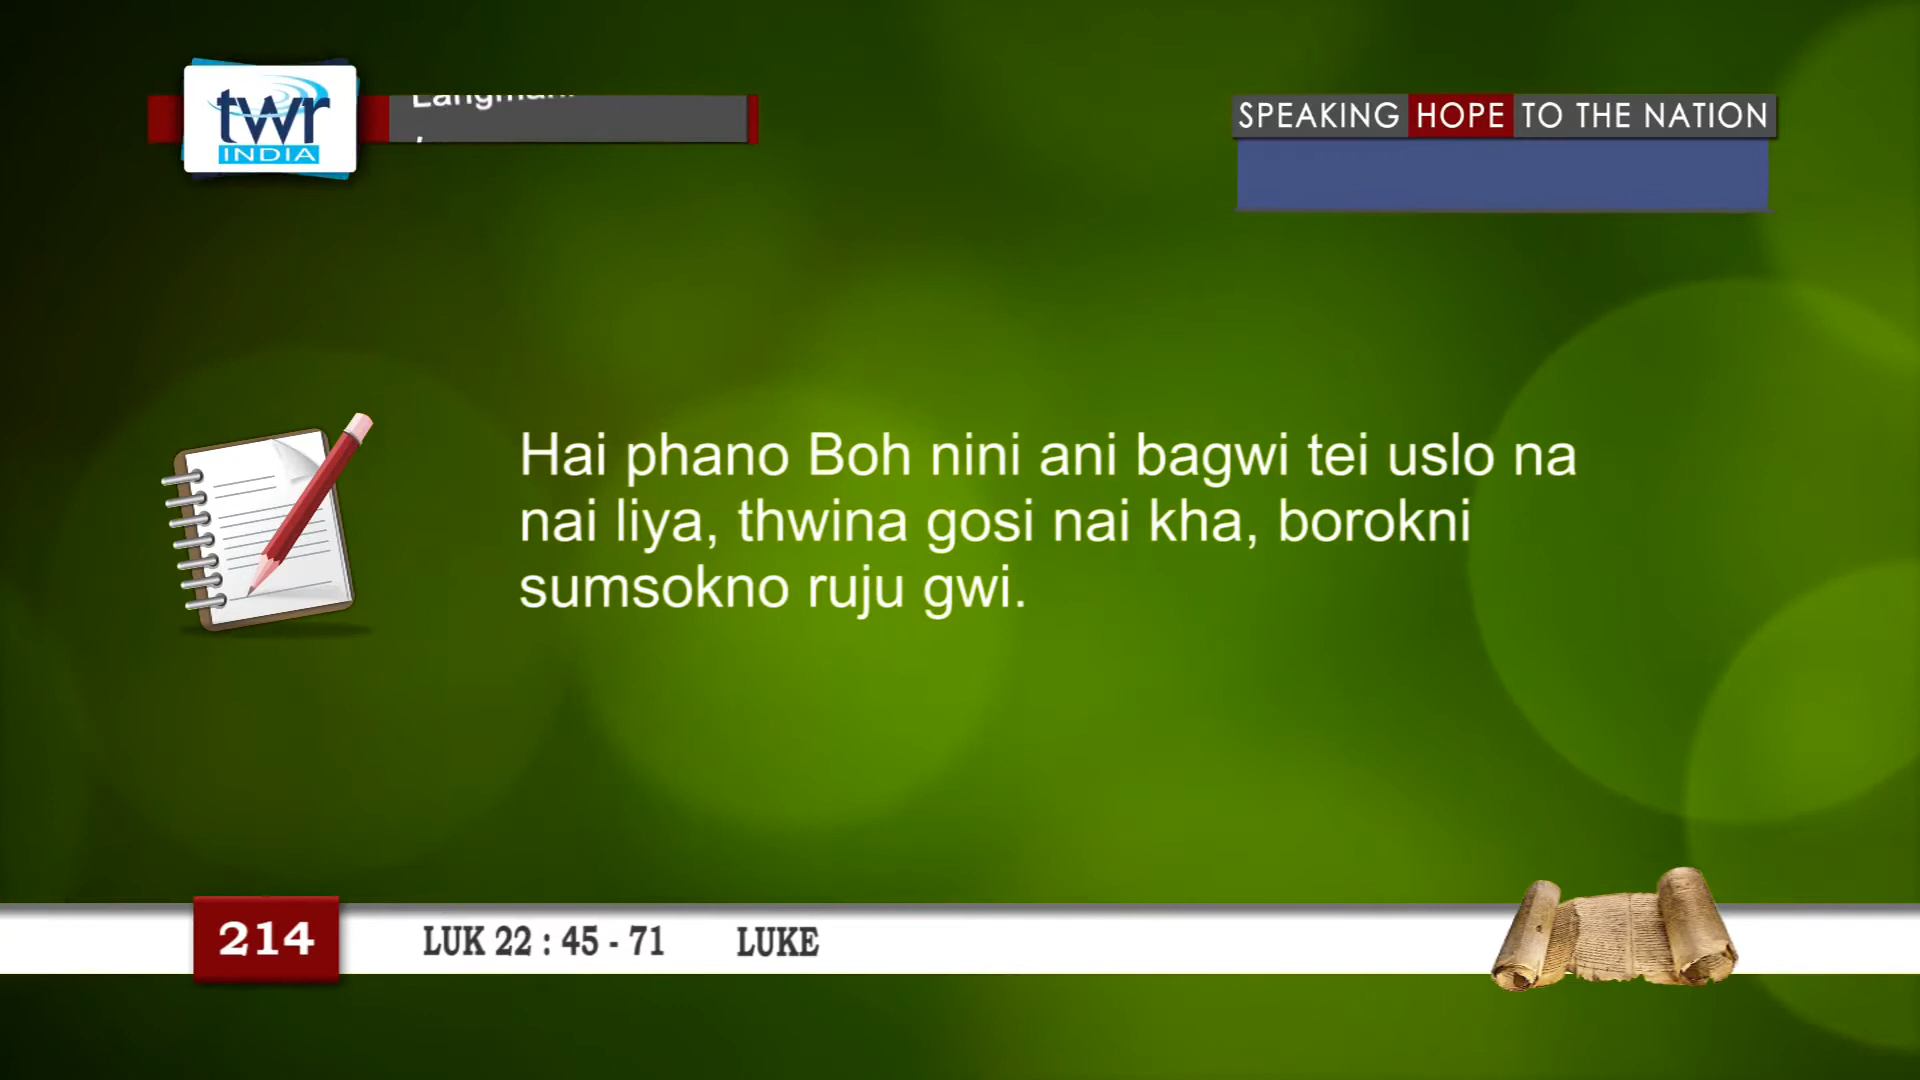 twr
INDIA
SPEAKING HOPE TO THE NATION
Hai phano Boh nini ani bagwi tei uslo na
nai liya, thwina gosi nai kha, borokni
sumsokno ruju gwi.
214
LUK 22 : 45 - 71
LUKE